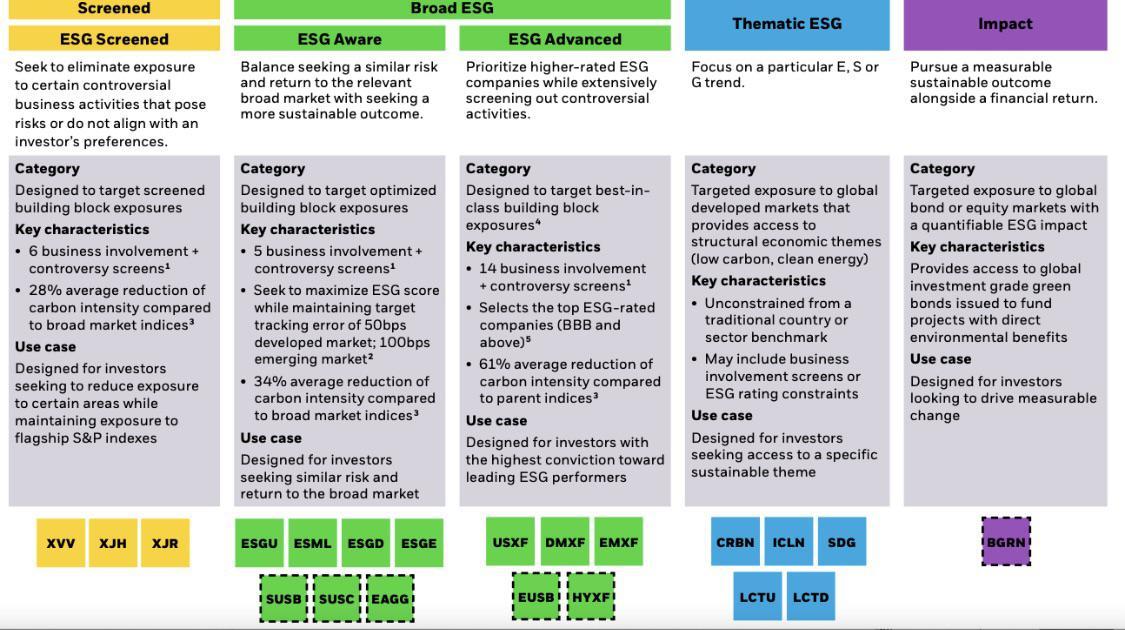 Screened
ESG Screened
Seek to eliminate exposure
to certain controversial
business activities that pose
risks or do not align with an
investor's preferences.
Category
Designed to target screened
building block exposures
Key characteristics
• 6 business involvement +
controversy screens¹
• 28% average reduction of
carbon intensity compared
to broad market indices³
Use case
Designed for investors
seeking to reduce exposure
to certain areas while
maintaining exposure to
flagship S&P indexes
XVV XJH XJR
Broad ESG
ESG Aware
Balance seeking a similar risk
and return to the relevant
broad market with seeking a
more sustainable outcome.
Category
Designed to target optimized
building block exposures
Key characteristics
• 5 business involvement +
controversy screens¹
• Seek to maximize ESG score
while maintaining target
tracking error of 50bps
developed market; 100bps
emerging market²
• 34% average reduction of
carbon intensity compared
to broad market indices³
Use case
Designed for investors
seeking similar risk and
return to the broad market
ESGU ESML ESGD ESGE
SUSB SUSC EAGG
ESG Advanced
Prioritize higher-rated ESG
companies while extensively
screening out controversial
activities.
Category
Designed to target best-in-
class building block
exposures⁴
Key characteristics
• 14 business involvement
+ controversy screens¹
• Selects the top ESG-rated
companies (BBB and
above)⁵
• 61% average reduction of
carbon intensity compared
to parent indices³
Use case
Designed for investors with
the highest conviction toward
leading ESG performers
USXF DMXF EMXF
EUSB HYXF
Thematic ESG
Focus on a particular E, S or
G trend.
Category
Targeted exposure to global
developed markets that
provides access to
structural economic themes
(low carbon, clean energy)
Key characteristics
• Unconstrained from a
traditional country or
sector benchmark
• May include business
involvement screens or
ESG rating constraints
Use case
Designed for investors
seeking access to a specific
sustainable theme
CRBN ICLN SDG
LCTU LCTD
Impact
Pursue a measurable
sustainable outcome
alongside a financial return.
Category
Targeted exposure to global
bond or equity markets with
a quantifiable ESG impact
Key characteristics
Provides access to global
investment grade green
bonds issued to fund
projects with direct
environmental benefits
Use case
Designed for investors
looking to drive measurable
change
BGRN